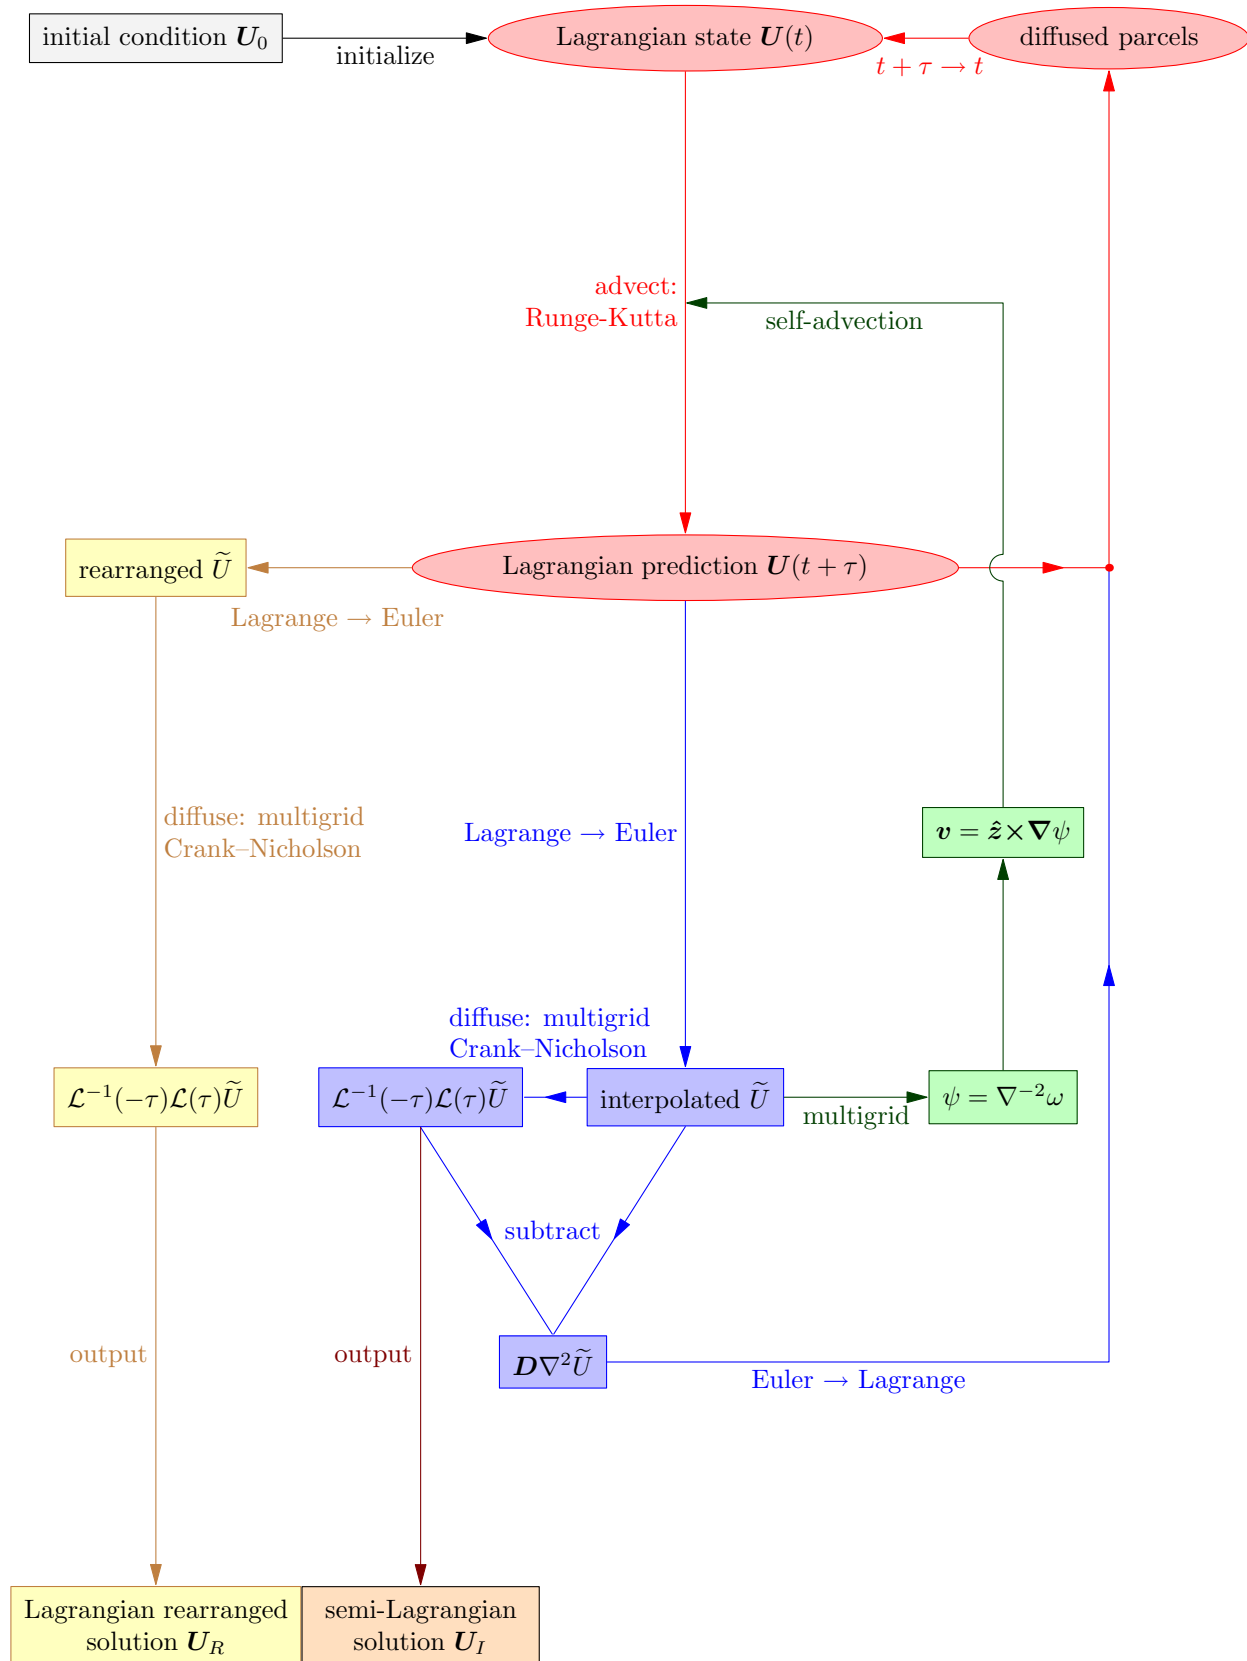 initial condition U₀
initialize
Lagrangian state U(t)
t + τ → t
diffused parcels
advect:
Runge-Kutta
self-advection
rearranged Ũ
Lagrange → Euler
Lagrangian prediction U(t + τ)
diffuse: multigrid
Crank–Nicholson
Lagrange → Euler
v = ẑ×∇ψ
diffuse: multigrid
Crank–Nicholson
ℒ⁻¹(−τ)ℒ(τ)Ũ
ℒ⁻¹(−τ)ℒ(τ)Ũ
interpolated Ũ
multigrid
ψ = ∇⁻²ω
subtract
output
output
D∇²Ũ
Euler → Lagrange
Lagrangian rearranged
solution U_R
semi-Lagrangian
solution U_I